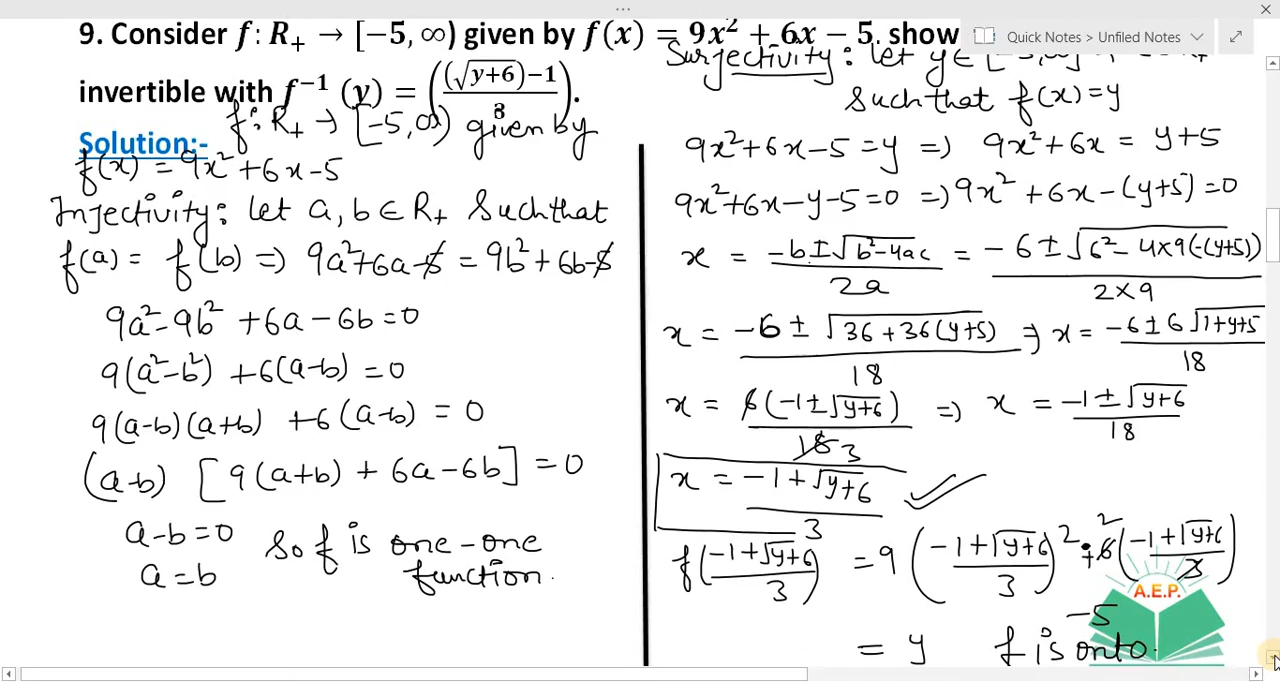 Quick Notes > Unfiled Notes
9. Consider f: R₊ → [−5, ∞) given by f(x) = 9x² + 6x − 5. show
invertible with f⁻¹ (y) = (((√y+6)−1)/3).
Solution:- f: R₊ → [-5, ∞) given by
f(x) = 9x² + 6x - 5
Injectivity: let a, b ∈ R₊ Such that
f(a) = f(b) => 9a² + 6a - 5 = 9b² + 6b - 5
9a² - 9b² + 6a - 6b = 0
9(a² - b²) + 6(a-b) = 0
9(a-b)(a+b) + 6(a-b) = 0
(a-b) [9(a+b) + 6a - 6b] = 0
a-b = 0
a = b
So f is one-one
function.
Surjectivity: let y ∈
Such that f(x) = y
9x² + 6x - 5 = y => 9x² + 6x = y + 5
9x² + 6x - y - 5 = 0 => 9x² + 6x - (y+5) = 0
x = (-b ± √(b² - 4ac))/2a = (-6 ± √(6² - 4×9(-(y+5))))/(2×9)
x = (-6 ± √(36 + 36(y+5)))/18 => x = (-6 ± 6√(1+y+5))/18
x = 6(-1 ± √(y+6))/18 3 => x = (-1 ± √(y+6))/18
x = (-1 + √(y+6))/3
f((-1+√(y+6))/3) = 9((-1+√(y+6))/3)² + 6 2((-1+√(y+6))/3)
-5
= y f is onto.
A.E.P.